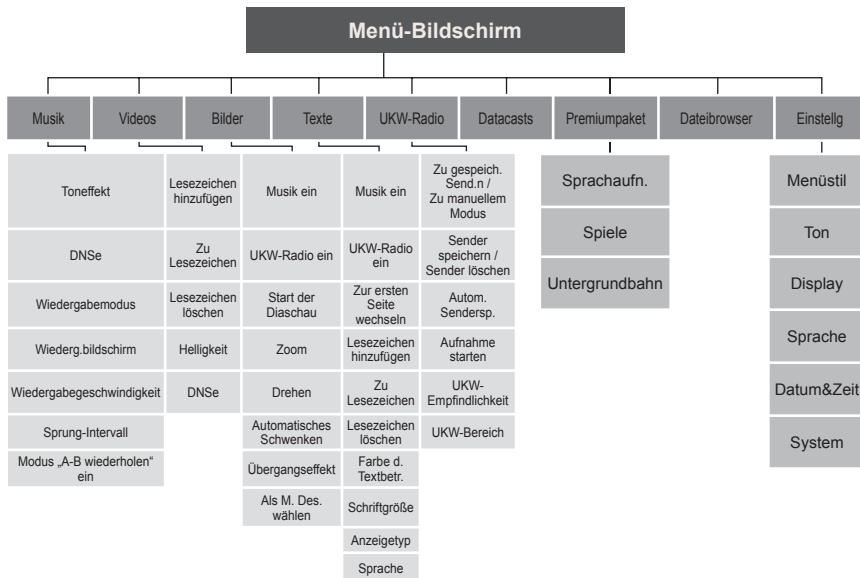 Menü-Bildschirm
Musik
Videos
Bilder
Texte
UKW-Radio
Datacasts
Premiumpaket
Dateibrowser
Einstellg
Toneffekt
DNSe
Wiedergabemodus
Wiederg.bildschirm
Wiedergabegeschwindigkeit
Sprung-Intervall
Modus „A-B wiederholen“
ein
Lesezeichen
hinzufügen
Zu
Lesezeichen
Lesezeichen
löschen
Helligkeit
DNSe
Musik ein
UKW-Radio ein
Start der
Diaschau
Zoom
Drehen
Automatisches
Schwenken
Übergangseffekt
Als M. Des.
wählen
Musik ein
UKW-Radio
ein
Zur ersten
Seite
wechseln
Lesezeichen
hinzufügen
Zu
Lesezeichen
Lesezeichen
löschen
Farbe d.
Textbetr.
Schriftgröße
Anzeigetyp
Sprache
Zu gespeich.
Send.n /
Zu manuellem
Modus
Sender
speichern /
Sender löschen
Autom.
Sendersp.
Aufnahme
starten
UKW-
Empfindlichkeit
UKW-Bereich
Sprachaufn.
Spiele
Untergrundbahn
Menüstil
Ton
Display
Sprache
Datum&Zeit
System